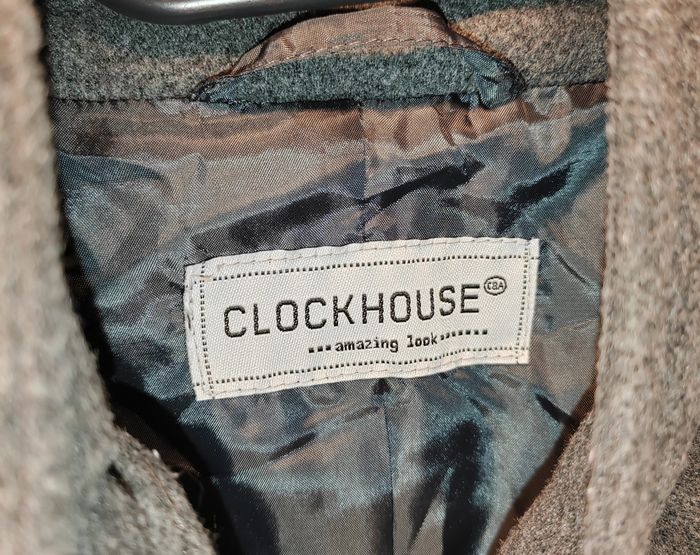 CLOCKHOUSE C&A
...amazing look.......